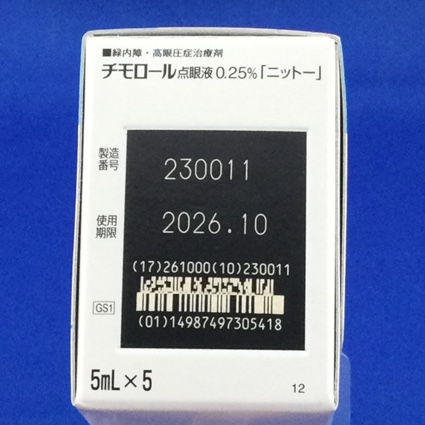 ■緑内障・高眼圧症治療剤
チモロール点眼液0.25%「ニットー」
製造
番号
230011
使用
期限
2026.10
(17)261000(10)230011
GS1
(01)14987497305418
5mL×5
12